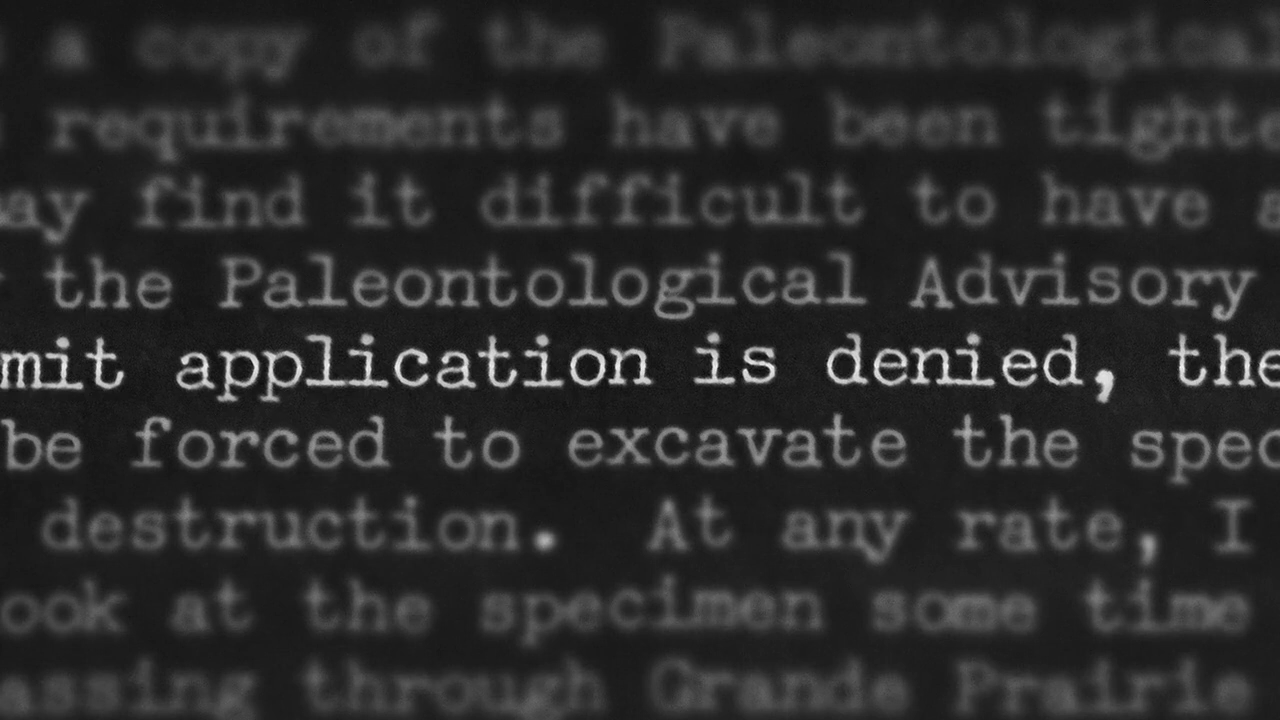 a copy of the Paleontological
requirements have been tighte
may find it difficult to have a
the Paleontological Advisory
mit application is denied, the
be forced to excavate the spec
destruction. At any rate, I
ook at the specimen some time
assing through Grande Prairie